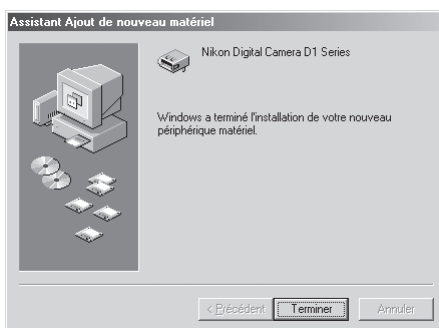 Assistant Ajout de nouveau matériel
Nikon Digital Camera D1 Series
Windows a terminé l'installation de votre nouveau
périphérique matériel.
< Précédent
Terminer
Annuler